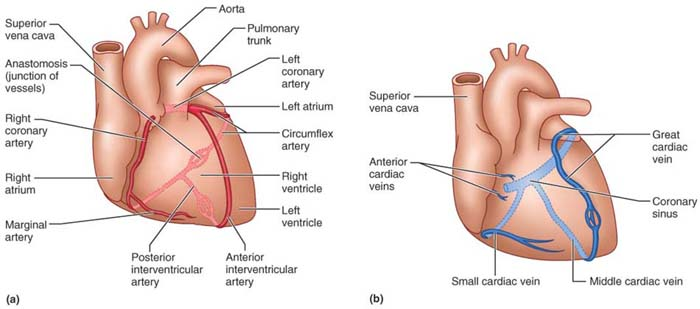 (a)
Superior
vena cava
Anastomosis
(junction of
vessels)
Right
coronary
artery
Right
atrium
Marginal
artery
Aorta
Pulmonary
trunk
Left
coronary
artery
Left atrium
Circumflex
artery
Right
ventricle
Left
ventricle
Posterior
interventricular
artery
Anterior
interventricular
artery
(b)
Superior
vena cava
Anterior
cardiac
veins
Great
cardiac
vein
Coronary
sinus
Small cardiac vein
Middle cardiac vein